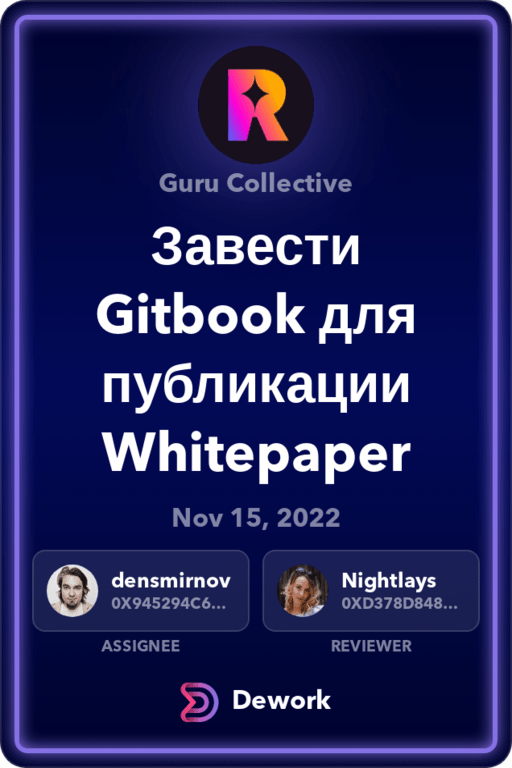 Guru Collective
Завести
Gitbook для
публикации
Whitepaper
Nov 15, 2022
densmirnov
0X945294C6...
Nightlays
0XD378D848...
ASSIGNEE
REVIEWER
Dework